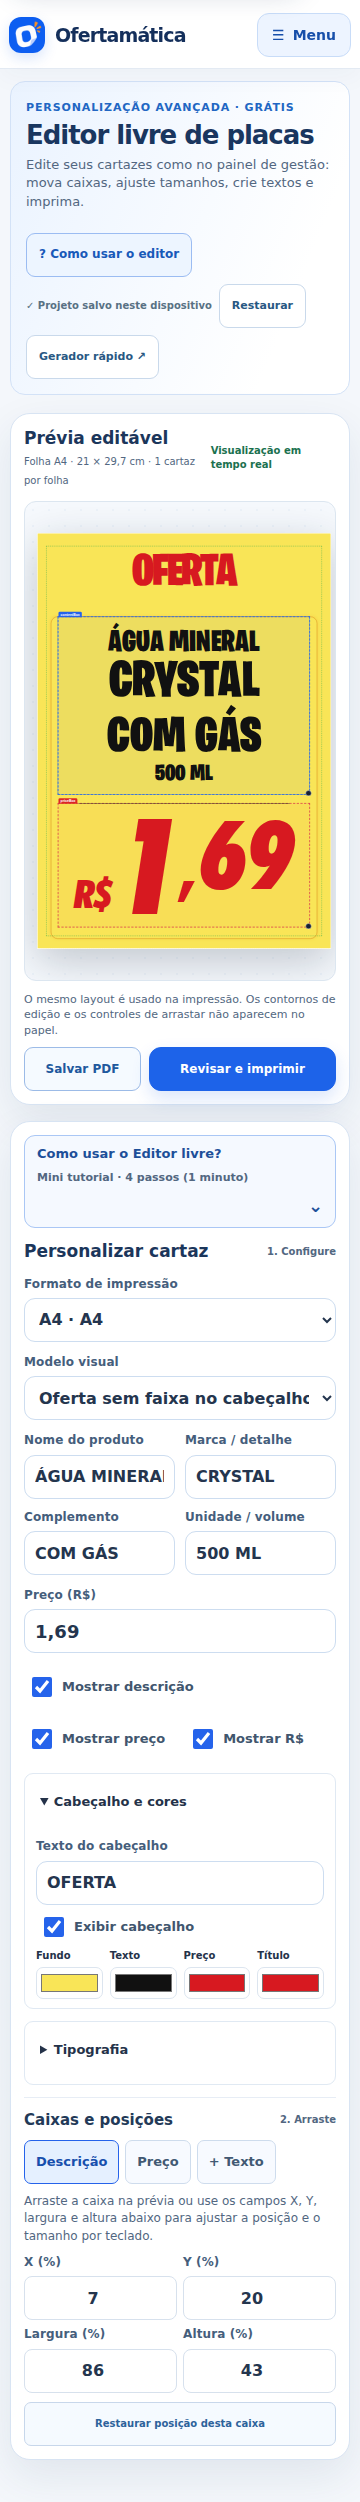 Ofertamática
☰ Menu
PERSONALIZAÇÃO AVANÇADA · GRÁTIS
Editor livre de placas
Edite seus cartazes como no painel de gestão:
mova caixas, ajuste tamanhos, crie textos e
imprima.
? Como usar o editor
✓ Projeto salvo neste dispositivo
Restaurar
Gerador rápido ↗
Prévia editável
Folha A4 · 21 × 29,7 cm · 1 cartaz
por folha
Visualização em
tempo real
OFERTA
ÁGUA MINERAL
CRYSTAL
COM GÁS
500 ML
R$ 1,69
O mesmo layout é usado na impressão. Os contornos de
edição e os controles de arrastar não aparecem no
papel.
Salvar PDF
Revisar e imprimir
Como usar o Editor livre?
Mini tutorial · 4 passos (1 minuto)
Personalizar cartaz
1. Configure
Formato de impressão
A4 · A4
Modelo visual
Oferta sem faixa no cabeçalho
Nome do produto
Marca / detalhe
ÁGUA MINERAL
CRYSTAL
Complemento
Unidade / volume
COM GÁS
500 ML
Preço (R$)
1,69
Mostrar descrição
Mostrar preço
Mostrar R$
▼ Cabeçalho e cores
Texto do cabeçalho
OFERTA
Exibir cabeçalho
Fundo
Texto
Preço
Título
▶ Tipografia
Caixas e posições
2. Arraste
Descrição
Preço
+ Texto
Arraste a caixa na prévia ou use os campos X, Y,
largura e altura abaixo para ajustar a posição e o
tamanho por teclado.
X (%)
Y (%)
7
20
Largura (%)
Altura (%)
86
43
Restaurar posição desta caixa